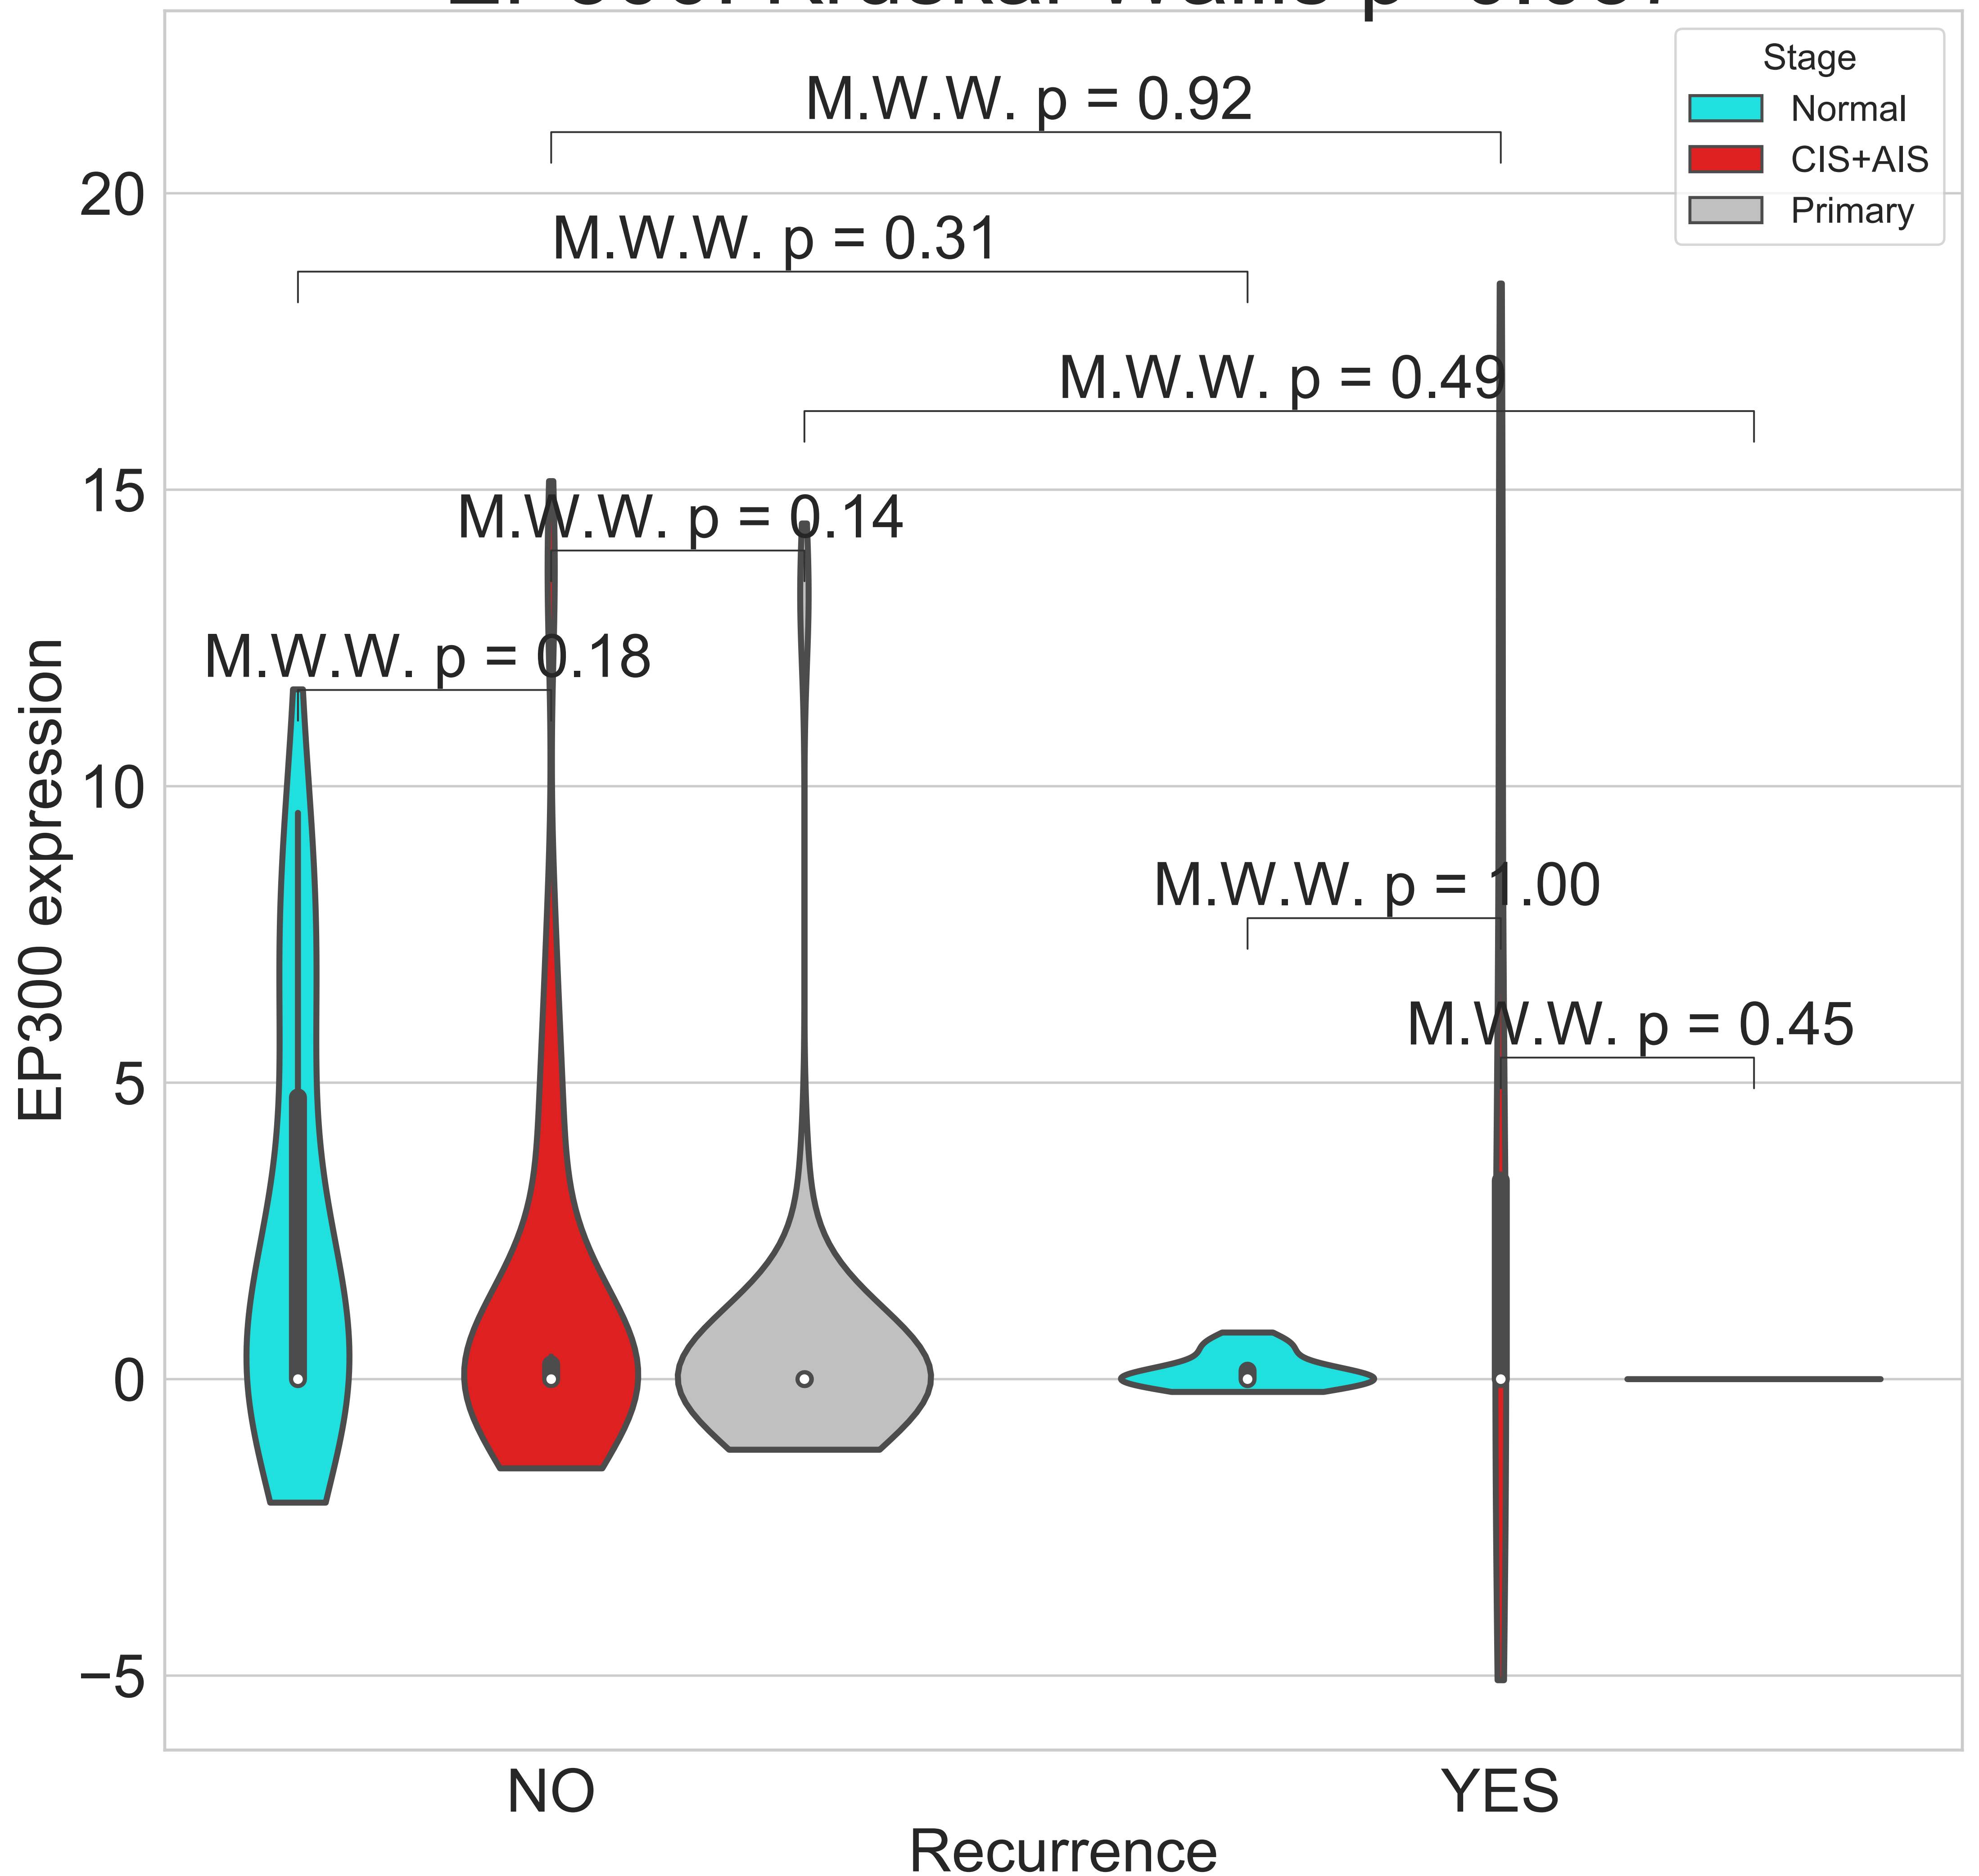 Stage
Normal
CIS+AIS
Primary
M.W.W. p = 0.92
20
M.W.W. p = 0.31
M.W.W. p = 0.49
15
M.W.W. p = 0.14
M.W.W. p = 0.18
10
M.W.W. p = 1.00
M.W.W. p = 0.45
5
0
−5
EP300 expression
NO
YES
Recurrence